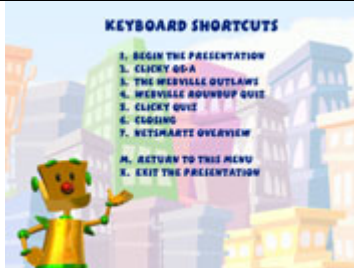 KEYBOARD SHORTCUTS
1. BEGIN THE PRESENTATION
2. CLICKY Q&A
3. THE WEBVILLE OUTLAWS
4. WEBVILLE ROUNDUP QUIZ
5. CLICKY QUIZ
6. CLOSING
7. NETSMARTZ OVERVIEW
M. RETURN TO THIS MENU
X. EXIT THE PRESENTATION